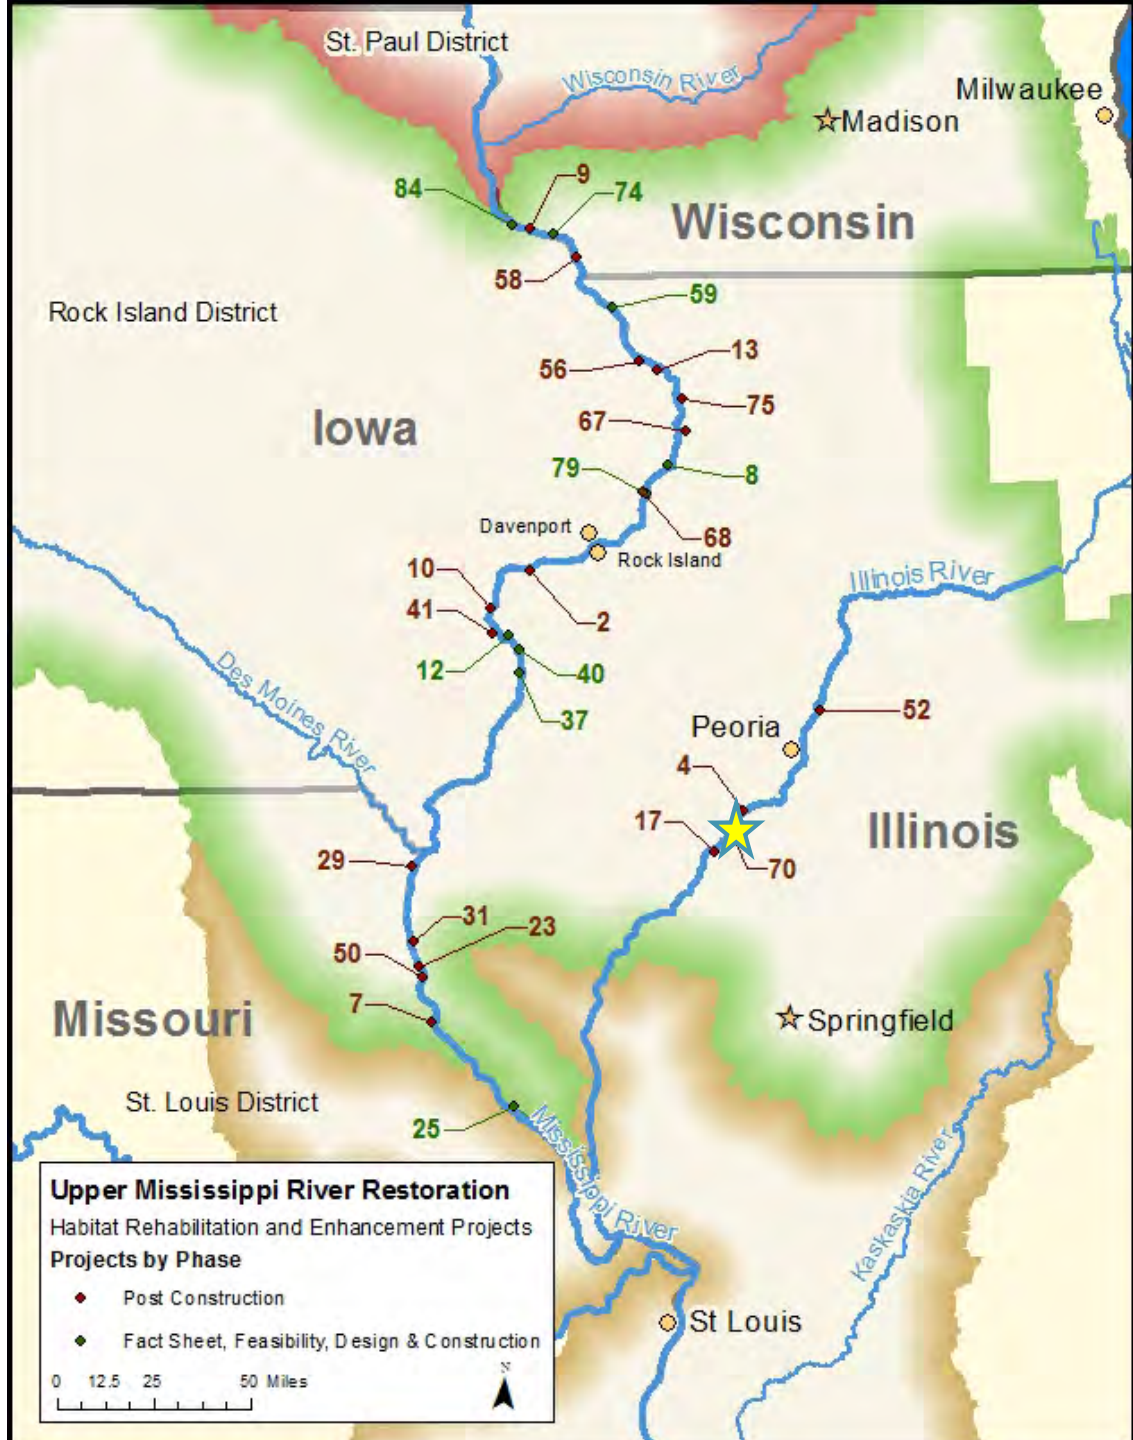 St. Paul District
Wisconsin River
Milwaukee
Madison
84
9
74
Wisconsin
58
59
Rock Island District
56
13
75
Iowa
67
79
8
Davenport
68
Rock Island
10
Illinois River
41
2
12
40
Des Moines River
37
52
Peoria
4
17
Illinois
29
70
31
23
50
7
Missouri
Springfield
St. Louis District
25
Mississippi River
Kaskaskia River
St Louis
Upper Mississippi River Restoration
Habitat Rehabilitation and Enhancement Projects
Projects by Phase
Post Construction
Fact Sheet, Feasibility, Design & Construction
N
0 12.5 25 50 Miles